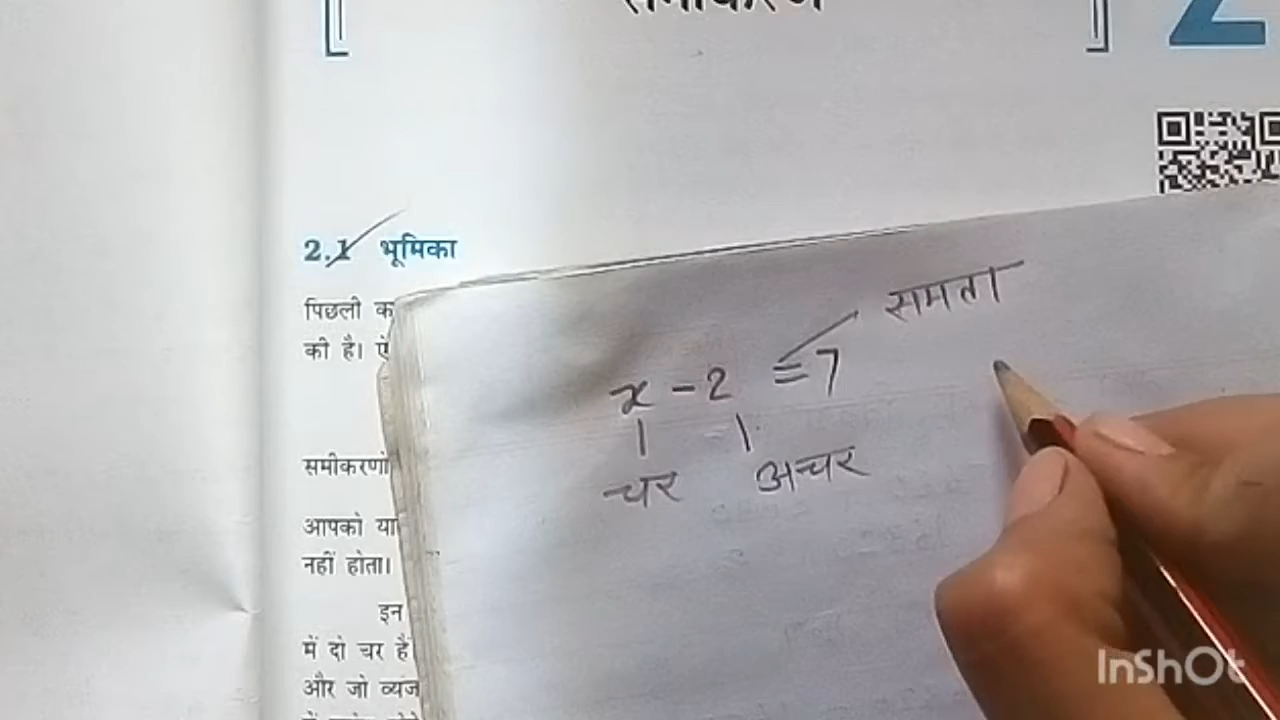 समीकरण
2
2.1 भूमिका
पिछली
की है।
समता
x - 2 = 7
चर अचर
समीकरणों
आपको
नहीं होता।
इन
में दो चर है
और जो
InShOt